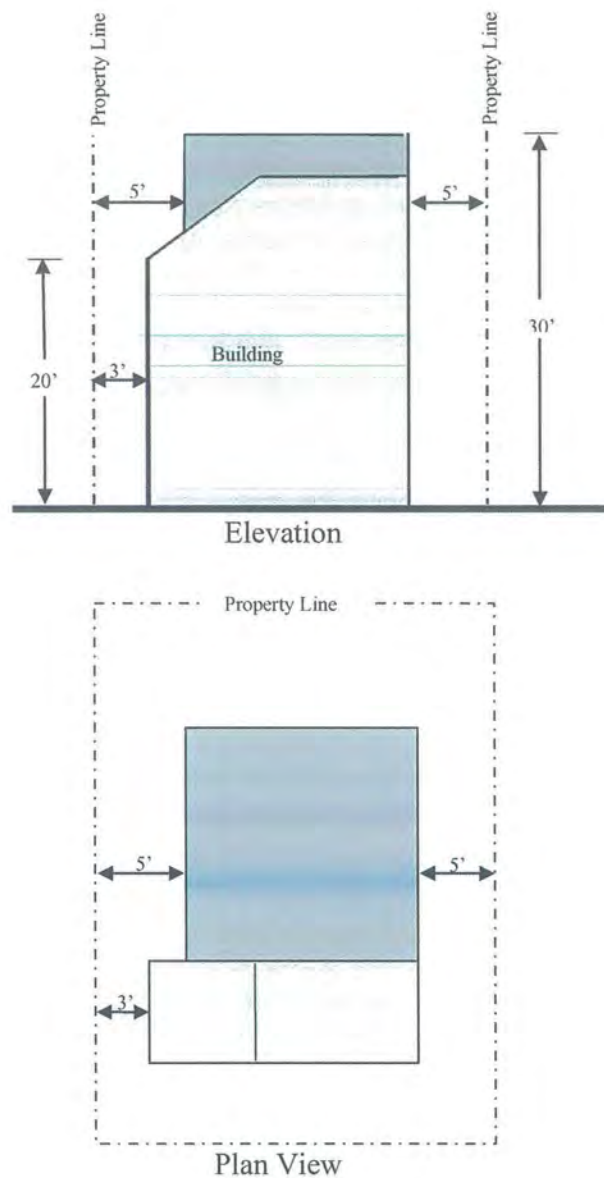 Property Line
Property Line
5'
5'
Building
20'
3'
30'
Elevation
Property Line
5'
5'
3'
Plan View